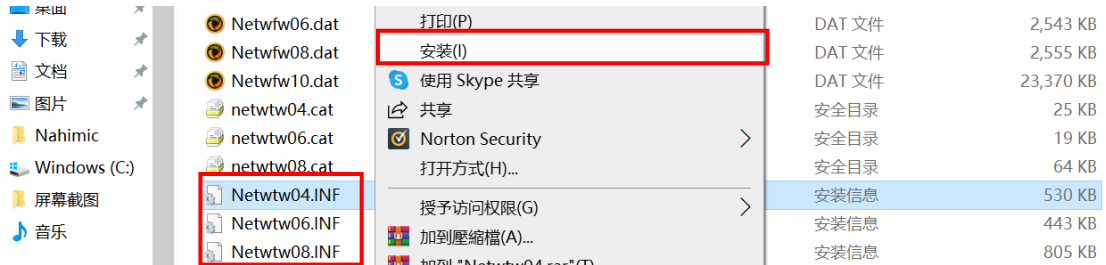 桌面
下载
文档
图片
Nahimic
Windows (C:)
屏幕截图
音乐
Netwfw06.dat
Netwfw08.dat
Netwfw10.dat
netwtw04.cat
netwtw06.cat
netwtw08.cat
Netwtw04.INF
Netwtw06.INF
Netwtw08.INF
打印(P)
安装(I)
使用 Skype 共享
共享
Norton Security
打开方式(H)...
授予访问权限(G)
加到壓縮檔(A)...
加到 "Netwtw04.rar"(T)
DAT 文件 2,543 KB
DAT 文件 2,555 KB
DAT 文件 23,370 KB
安全目录 25 KB
安全目录 19 KB
安全目录 64 KB
安装信息 530 KB
安装信息 443 KB
安装信息 805 KB